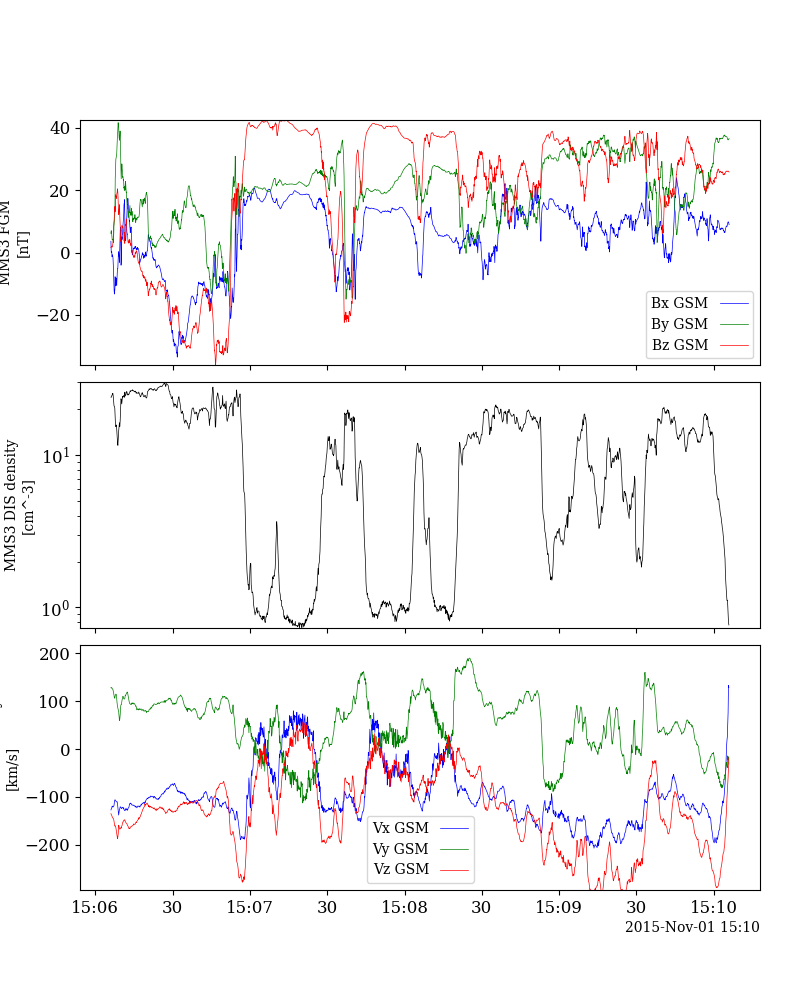 40
20
0
−20
MMS3 FGM
[nT]
Bx GSM
By GSM
Bz GSM
10^1
10^0
MMS3 DIS density
[cm^-3]
200
100
0
−100
−200
[km/s]
Vx GSM
Vy GSM
Vz GSM
15:06 30 15:07 30 15:08 30 15:09 30 15:10
2015-Nov-01 15:10